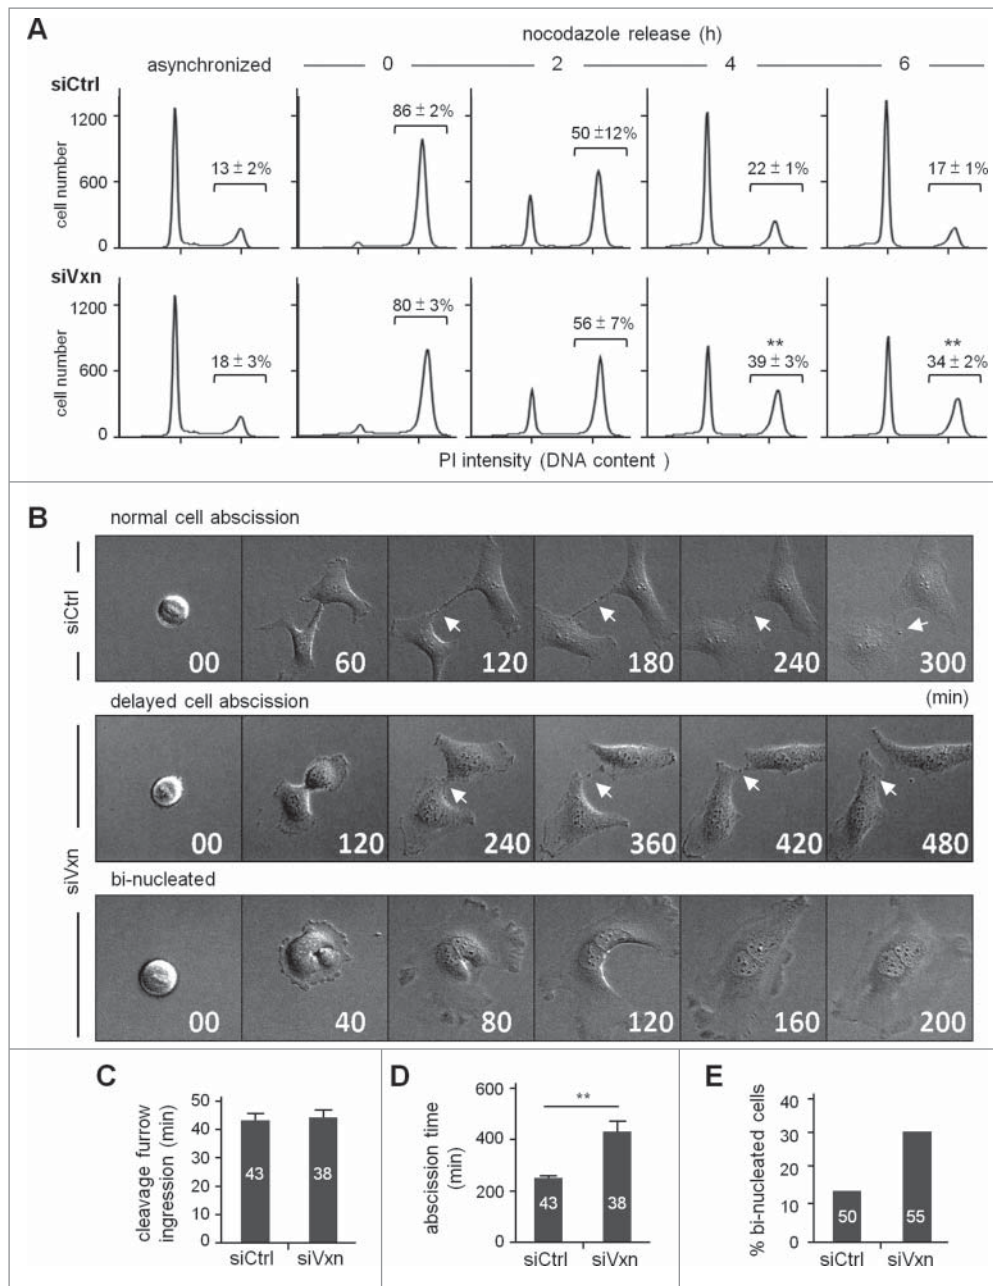 A
nocodazole release (h)
asynchronized 0 2 4 6
siCtrl
cell number
1200
600
0
13 ± 2%
86 ± 2%
50 ±12%
22 ± 1%
17 ± 1%
siVxn
cell number
1200
600
0
18 ± 3%
80 ± 3%
56 ± 7%
**
39 ± 3%
**
34 ± 2%
PI intensity (DNA content )
B
normal cell abscission
siCtrl
00 60 120 180 240 300
delayed cell abscission (min)
siVxn
00 120 240 360 420 480
bi-nucleated
00 40 80 120 160 200
C
cleavage furrow
ingression (min)
50
40
30
20
10
0
43 38
siCtrl siVxn
D
abscission time
(min)
600
400
200
0
**
43 38
siCtrl siVxn
E
% bi-nucleated cells
40
30
20
10
0
50 55
siCtrl siVxn